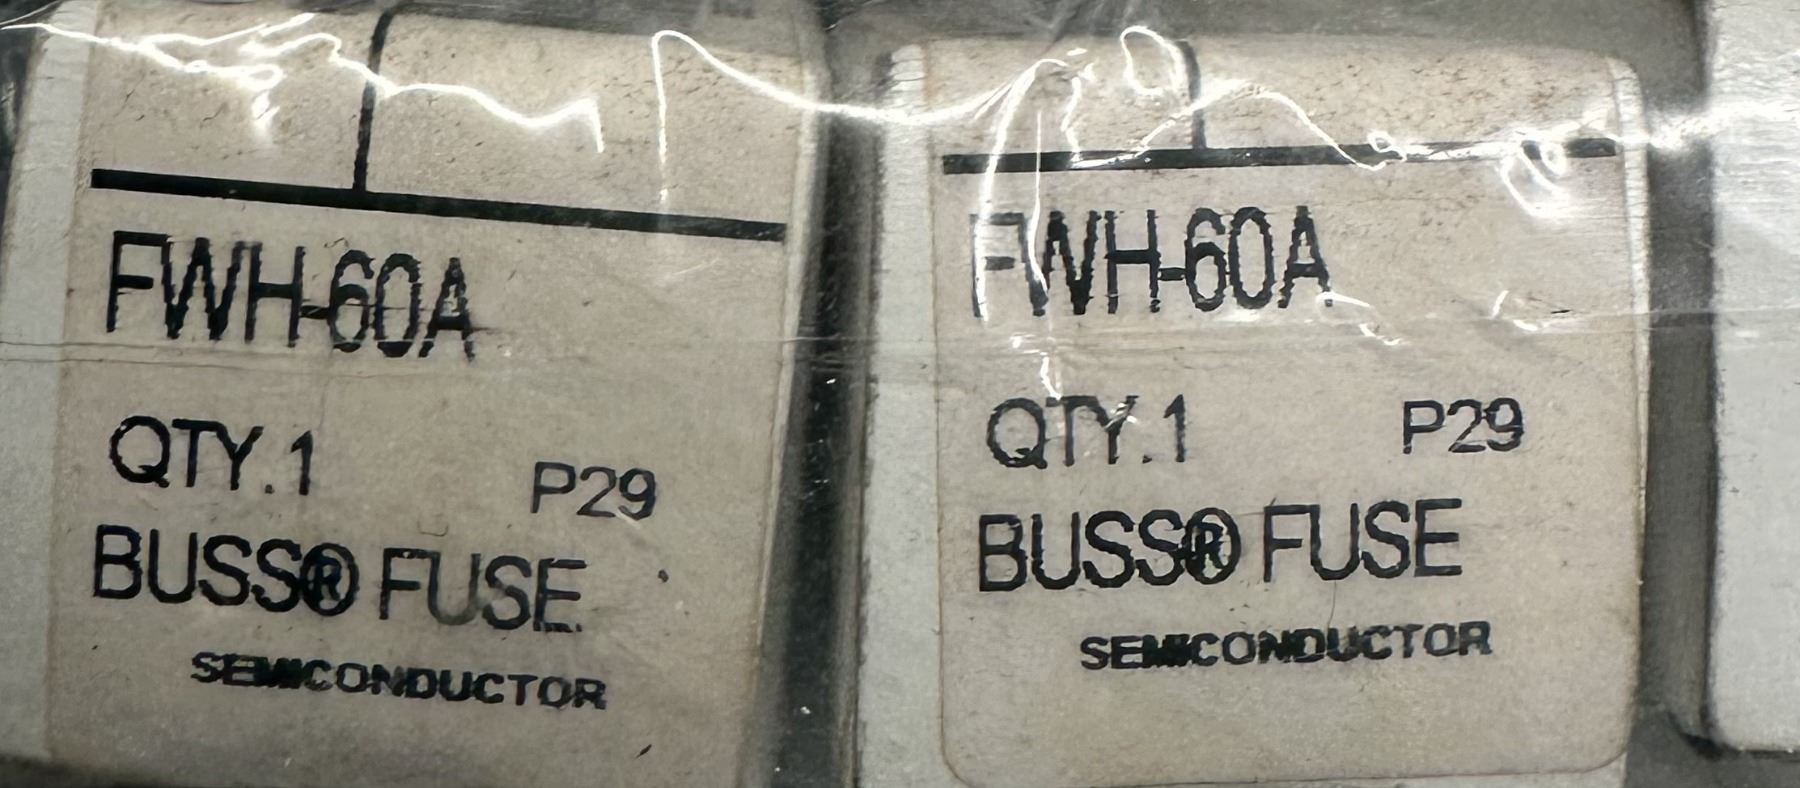 FWH-60A
QTY.1 P29
BUSS® FUSE
SEMICONDUCTOR
FWH-60A
QTY.1 P29
BUSS® FUSE
SEMICONDUCTOR